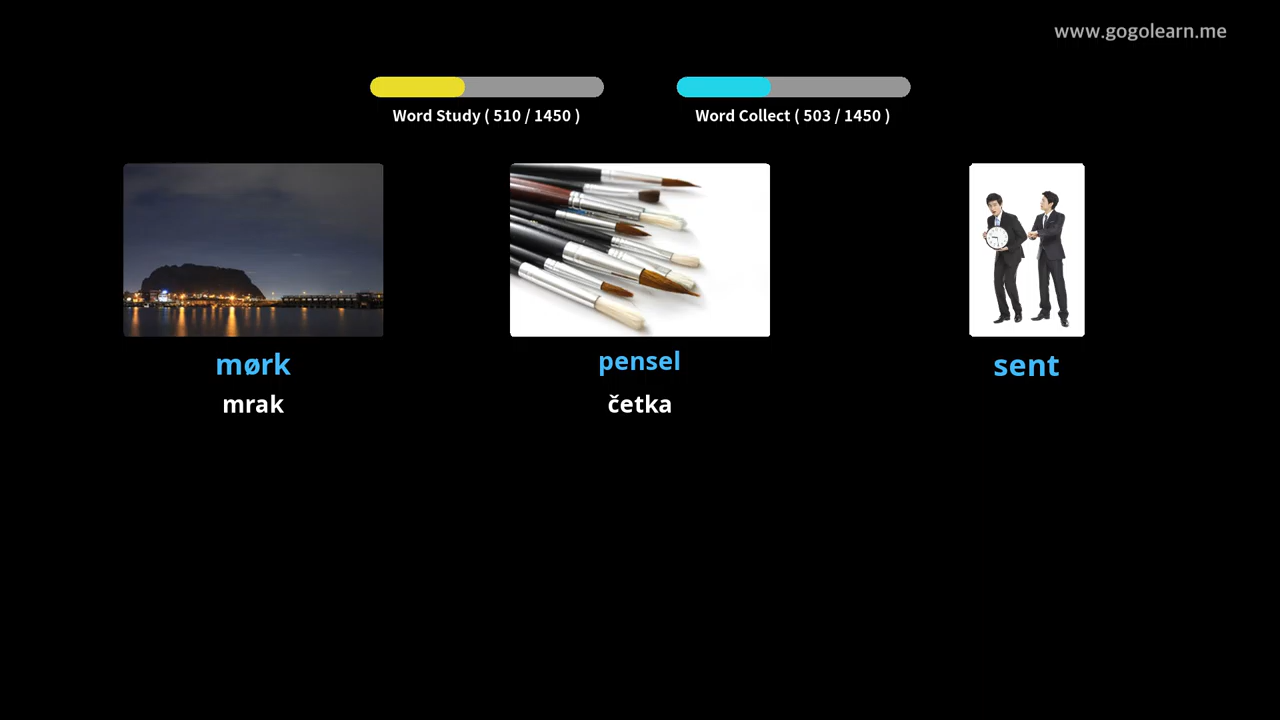 www.gogolearn.me
Word Study ( 510 / 1450 )
Word Collect ( 503 / 1450 )
mørk
pensel
sent
mrak
četka